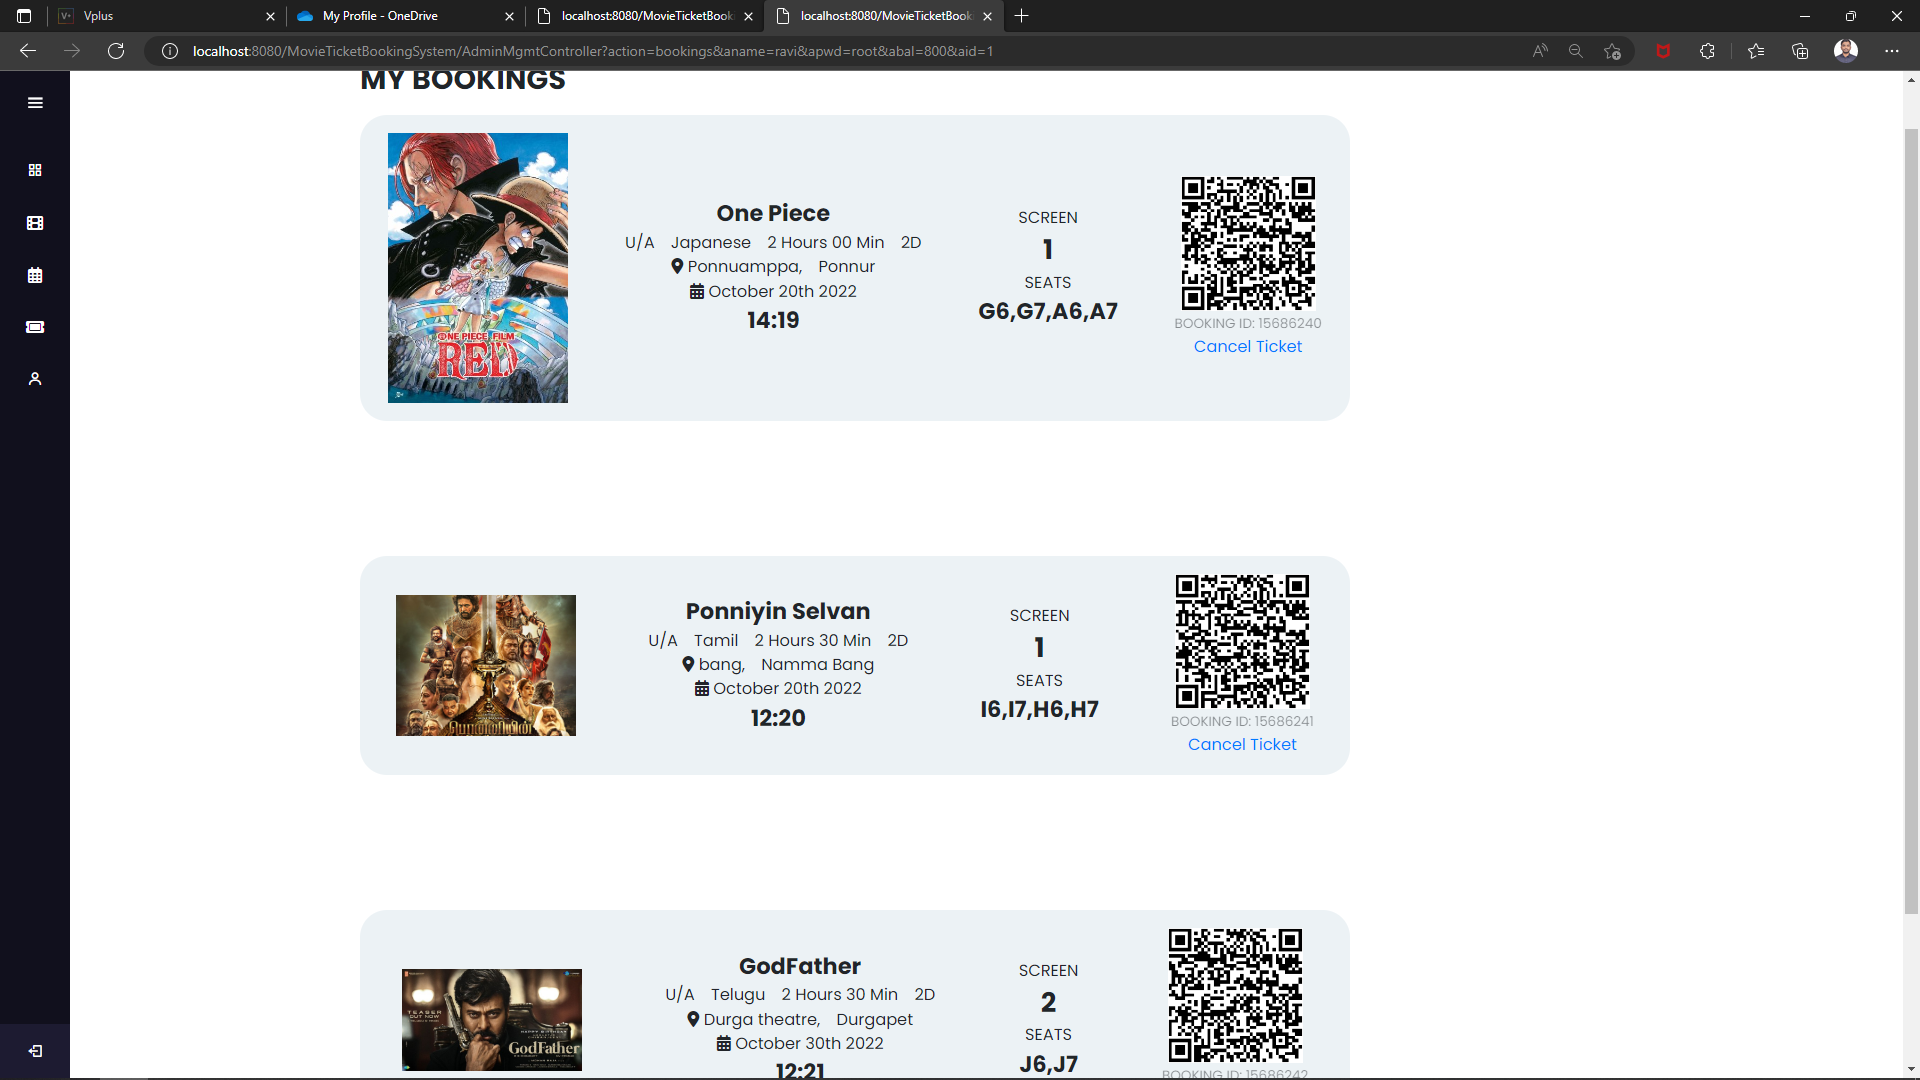 Vplus
My Profile - OneDrive
localhost:8080/MovieTicketBook
localhost:8080/MovieTicketBook
localhost:8080/MovieTicketBookingSystem/AdminMgmtController?action=bookings&aname=ravi&apwd=root&abal=800&aid=1
MY BOOKINGS
ONE PIECE FILM
RED
One Piece
U/A Japanese 2 Hours 00 Min 2D
Ponnuamppa, Ponnur
October 20th 2022
14:19
SCREEN
1
SEATS
G6,G7,A6,A7
BOOKING ID: 15686240
Cancel Ticket
பொன்னியின்
Ponniyin Selvan
U/A Tamil 2 Hours 30 Min 2D
bang, Namma Bang
October 20th 2022
12:20
SCREEN
1
SEATS
I6,I7,H6,H7
BOOKING ID: 15686241
Cancel Ticket
TEASER
OUT NOW
GodFather
GodFather
U/A Telugu 2 Hours 30 Min 2D
Durga theatre, Durgapet
October 30th 2022
12:21
SCREEN
2
SEATS
J6,J7
BOOKING ID: 15686242